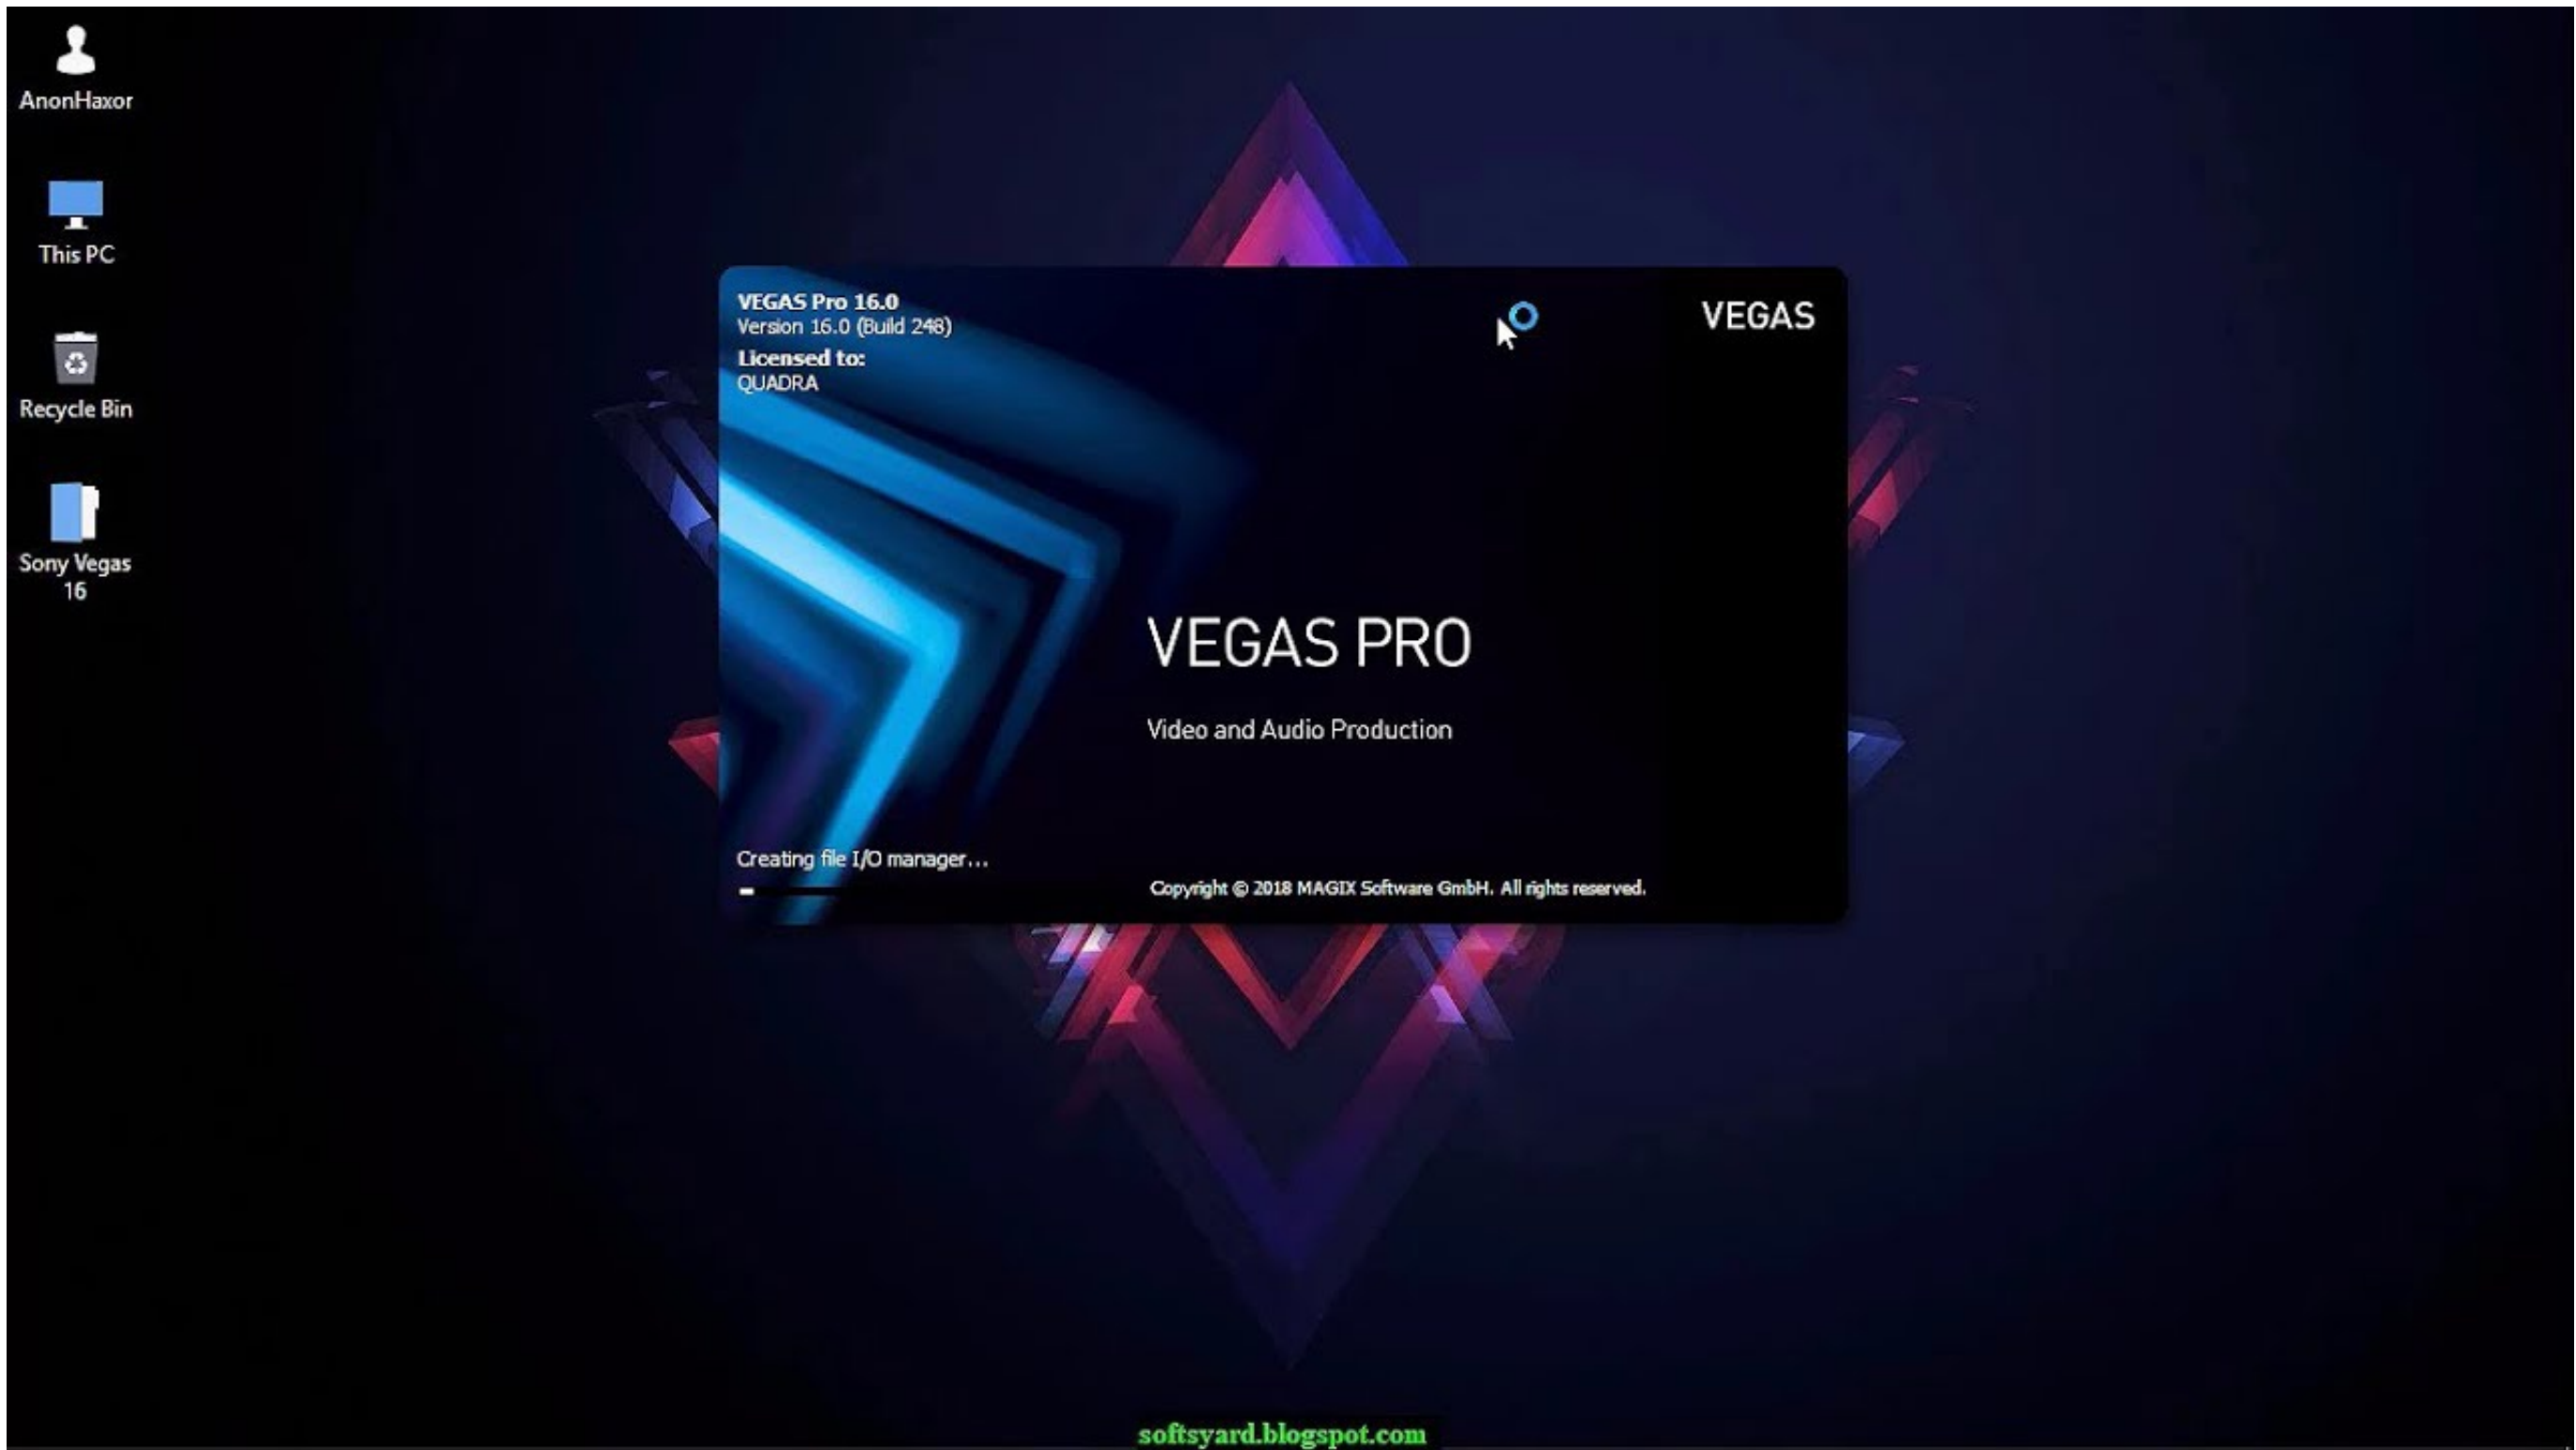 AnonHaxor
This PC
Recycle Bin
Sony Vegas
16
VEGAS Pro 16.0
Version 16.0 (Build 248)
Licensed to:
QUADRA
VEGAS
VEGAS PRO
Video and Audio Production
Creating file I/O manager...
Copyright © 2018 MAGIX Software GmbH. All rights reserved.
softsyard.blogspot.com